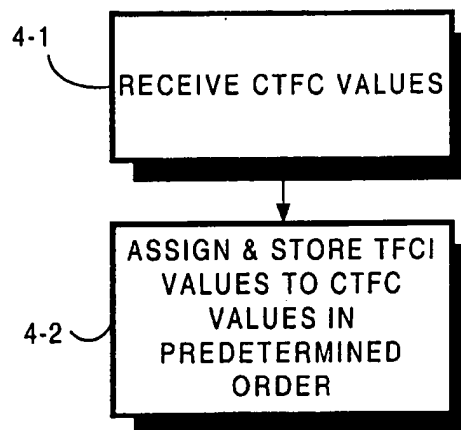 4-1
RECEIVE CTFC VALUES
ASSIGN & STORE TFCI
VALUES TO CTFC
VALUES IN
PREDETERMINED
ORDER
4-2